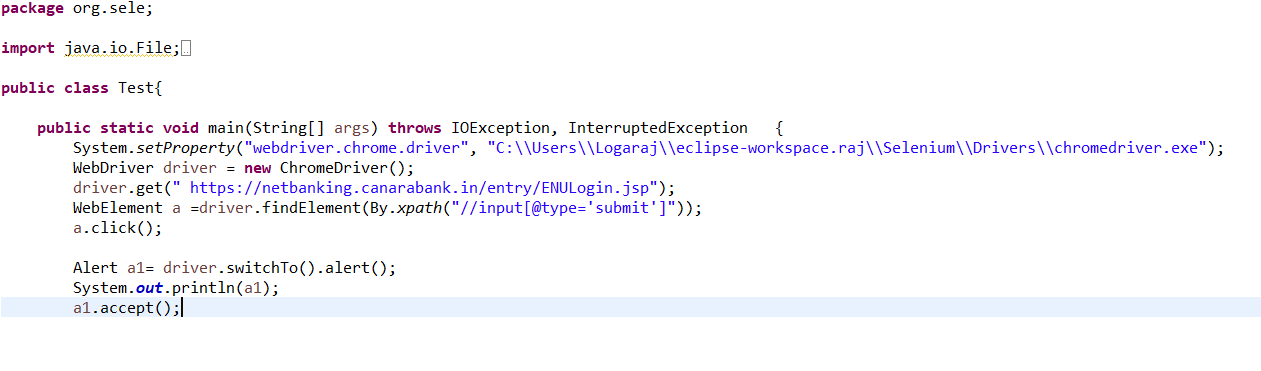 package org.sele;
import java.io.File;
public class Test{
public static void main(String[] args) throws IOException, InterruptedException   {
System.setProperty("webdriver.chrome.driver", "C:\\Users\\Logaraj\\eclipse-workspace.raj\\Selenium\\Drivers\\chromedriver.exe");
WebDriver driver = new ChromeDriver();
driver.get(" https://netbanking.canarabank.in/entry/ENULogin.jsp");
WebElement a =driver.findElement(By.xpath("//input[@type='submit']"));
a.click();
Alert a1= driver.switchTo().alert();
System.out.println(a1);
a1.accept();